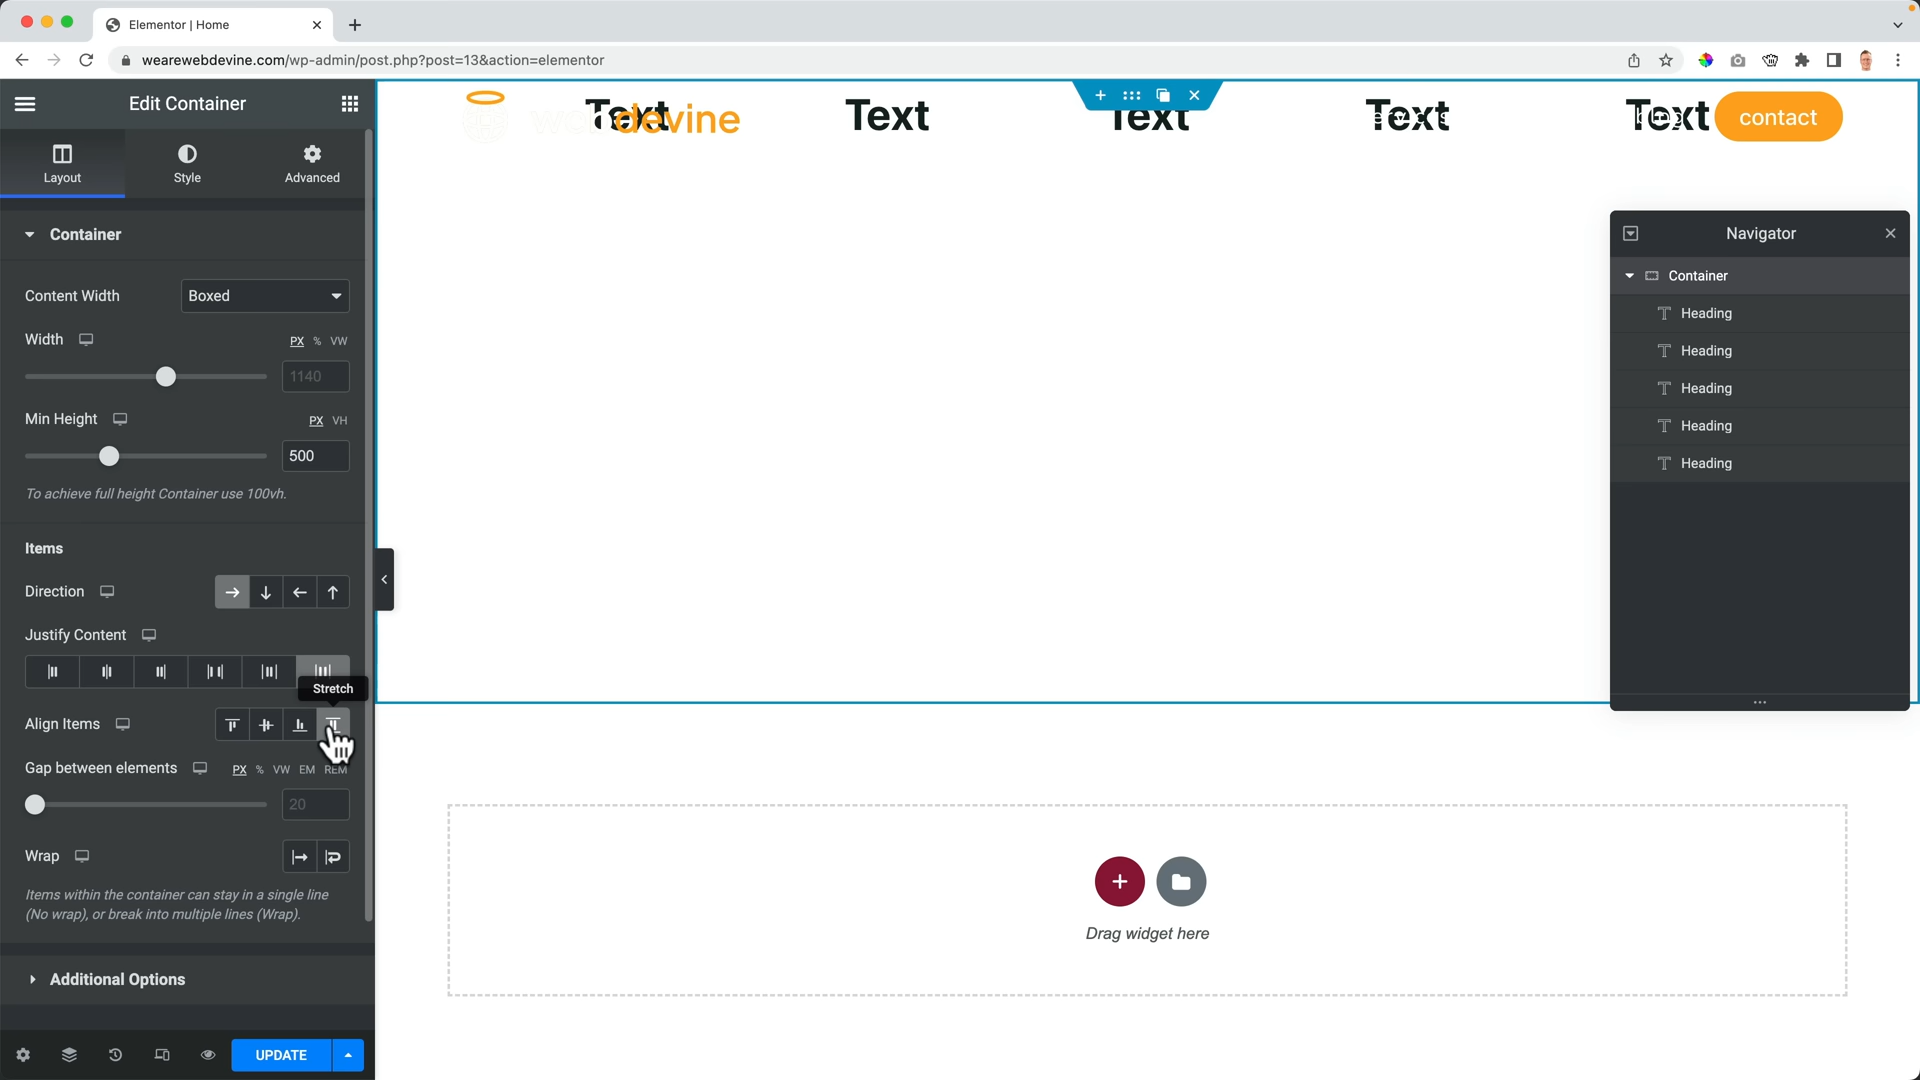 Elementor | Home
wearewebdevine.com/wp-admin/post.php?post=13&action=elementor
Edit Container
Layout
Style
Advanced
Container
Content Width
Boxed
Width
PX % VW
1140
Min Height
PX VH
500
To achieve full height Container use 100vh.
Items
Direction
Justify Content
Stretch
Align Items
Gap between elements
PX % VW EM REM
20
Wrap
Items within the container can stay in a single line
(No wrap), or break into multiple lines (Wrap).
Additional Options
UPDATE
webdevine
Text Text Text Text Text
contact
Navigator
Container
Heading
Heading
Heading
Heading
Heading
Drag widget here